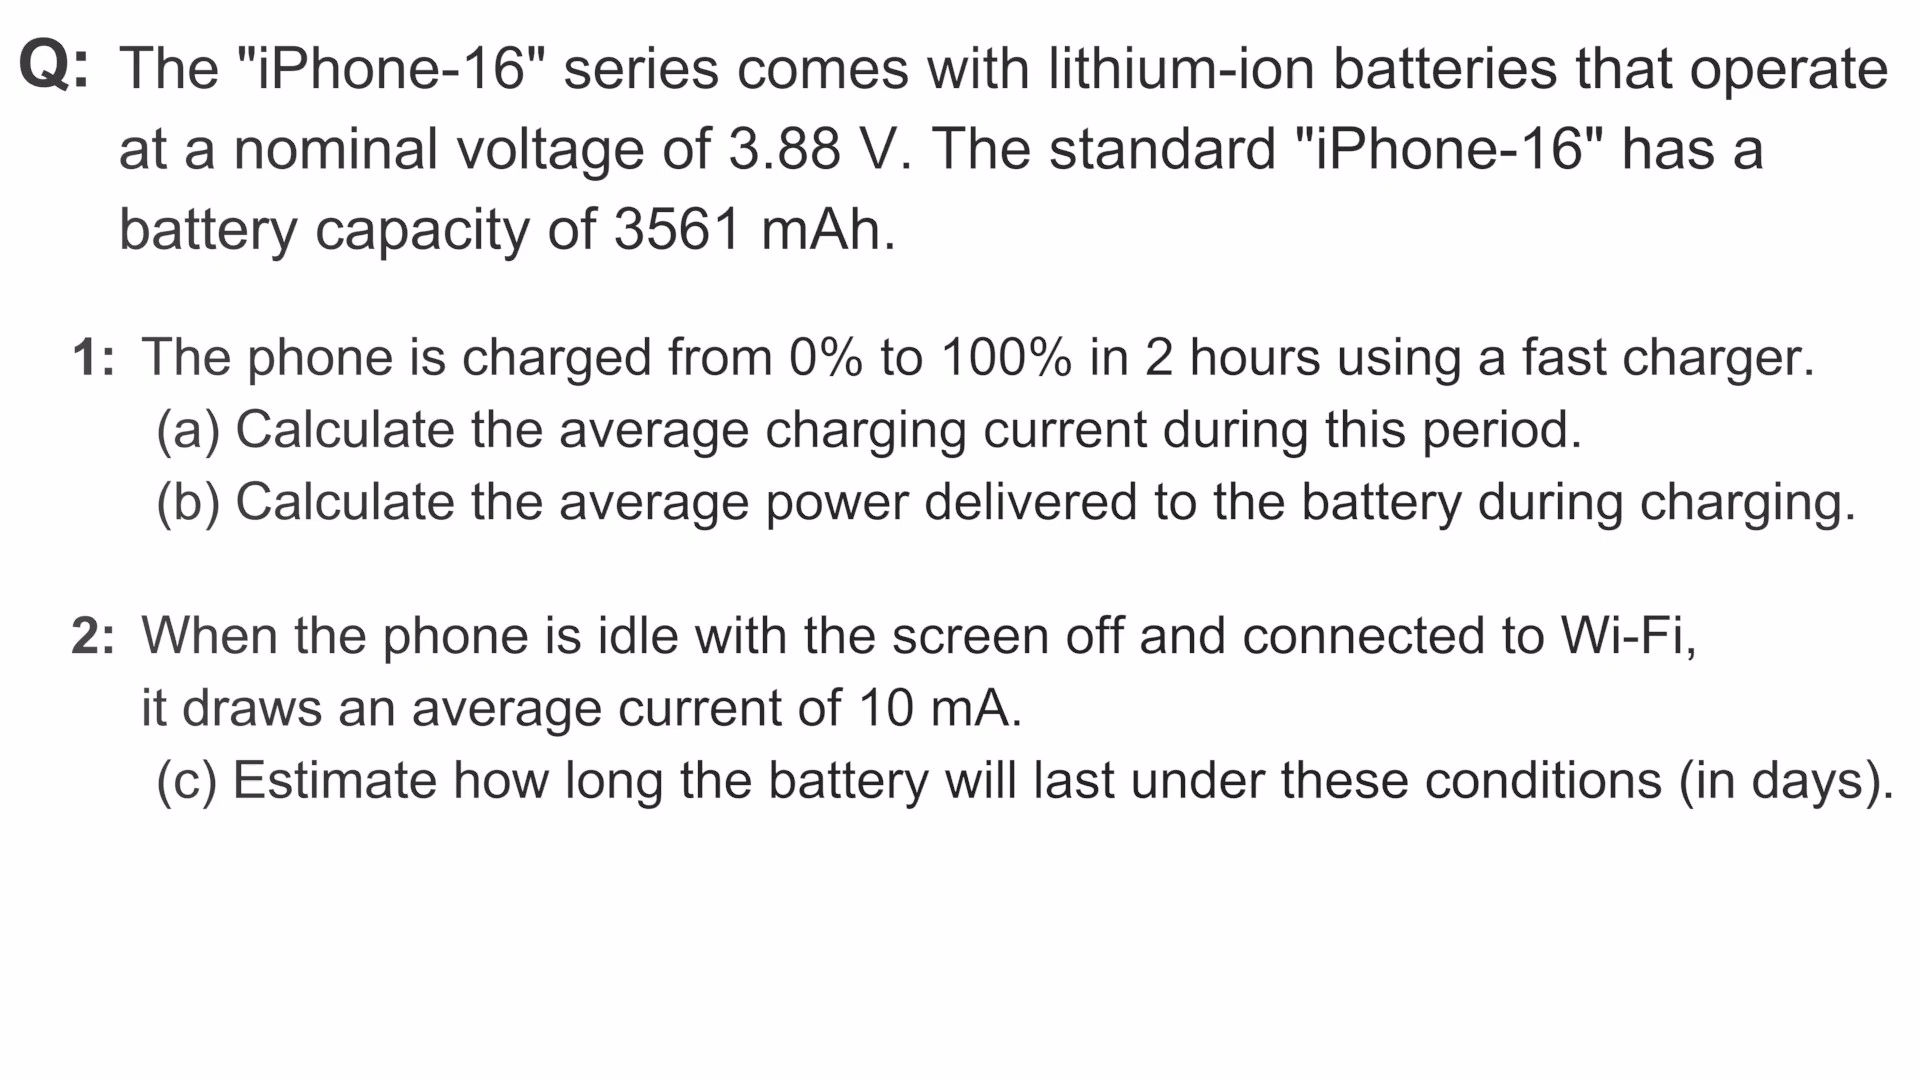 Q: The "iPhone-16" series comes with lithium-ion batteries that operate
at a nominal voltage of 3.88 V. The standard "iPhone-16" has a
battery capacity of 3561 mAh.
1: The phone is charged from 0% to 100% in 2 hours using a fast charger.
(a) Calculate the average charging current during this period.
(b) Calculate the average power delivered to the battery during charging.
2: When the phone is idle with the screen off and connected to Wi-Fi,
it draws an average current of 10 mA.
(c) Estimate how long the battery will last under these conditions (in days).